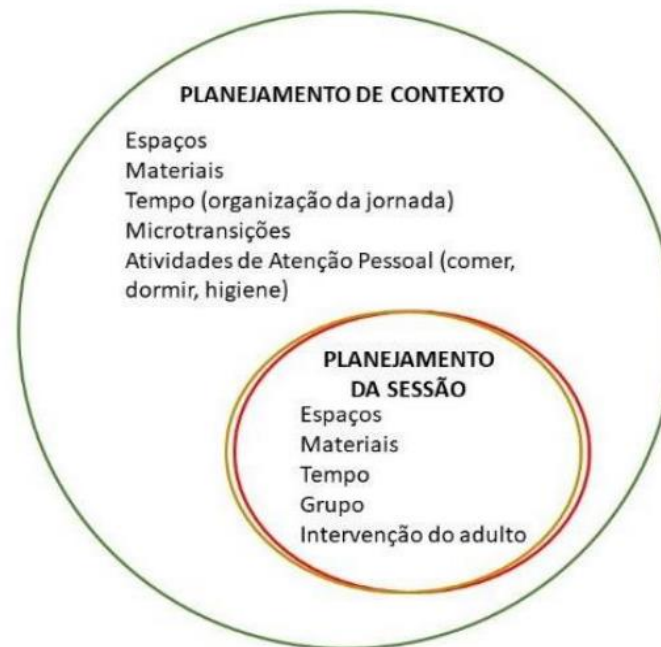 PLANEJAMENTO DE CONTEXTO
Espaços
Materiais
Tempo (organização da jornada)
Microtransições
Atividades de Atenção Pessoal (comer,
dormir, higiene)
PLANEJAMENTO
DA SESSÃO
Espaços
Materiais
Tempo
Grupo
Intervenção do adulto